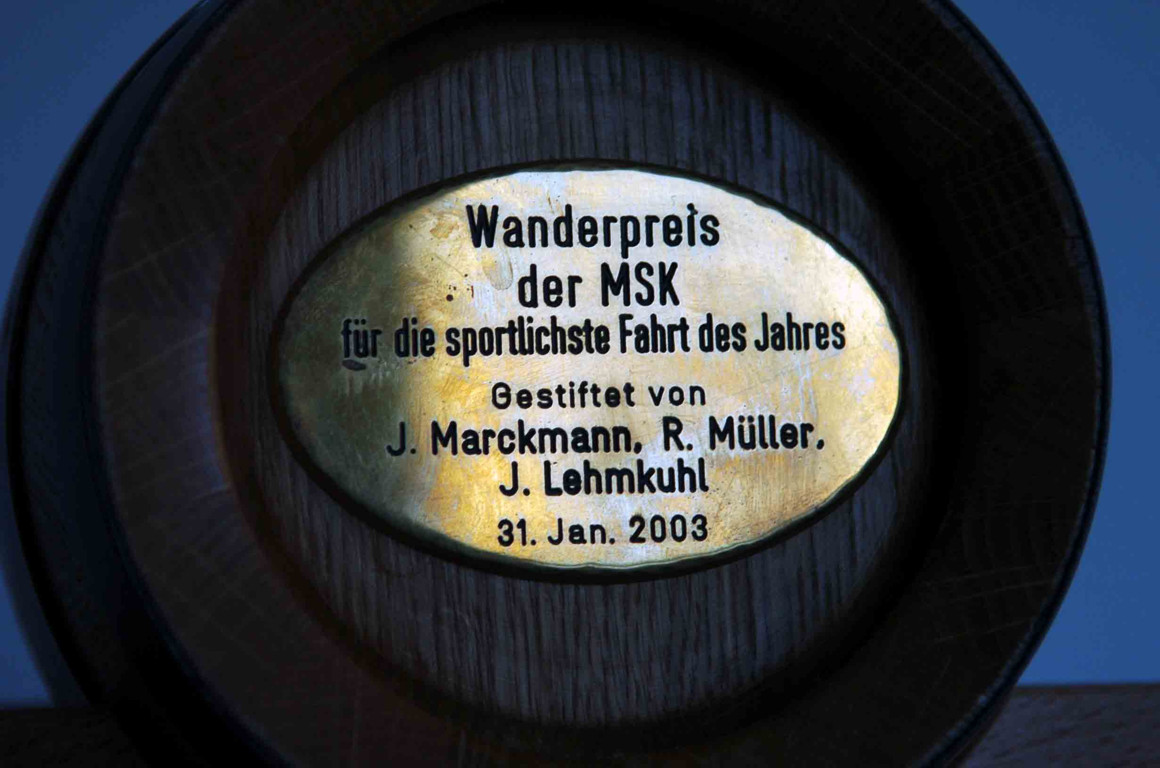 Wanderpreis
der MSK
für die sportlichste Fahrt des Jahres
Gestiftet von
J. Marckmann, R. Müller,
J. Lehmkuhl
31. Jan. 2003